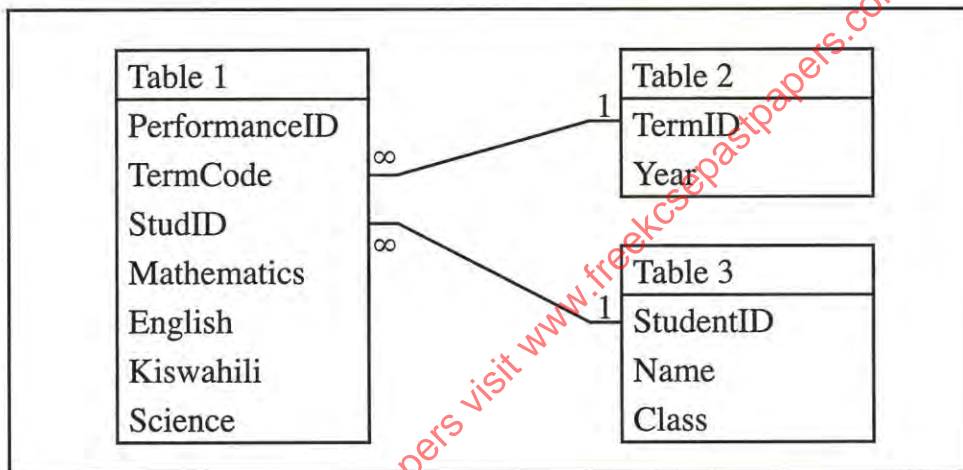 Table 1
PerformanceID
TermCode
StudID
Mathematics
English
Kiswahili
Science
∞
∞
1
Table 2
TermID
Year
1
Table 3
StudentID
Name
Class
pers visit www.freekcsepastpapers.com